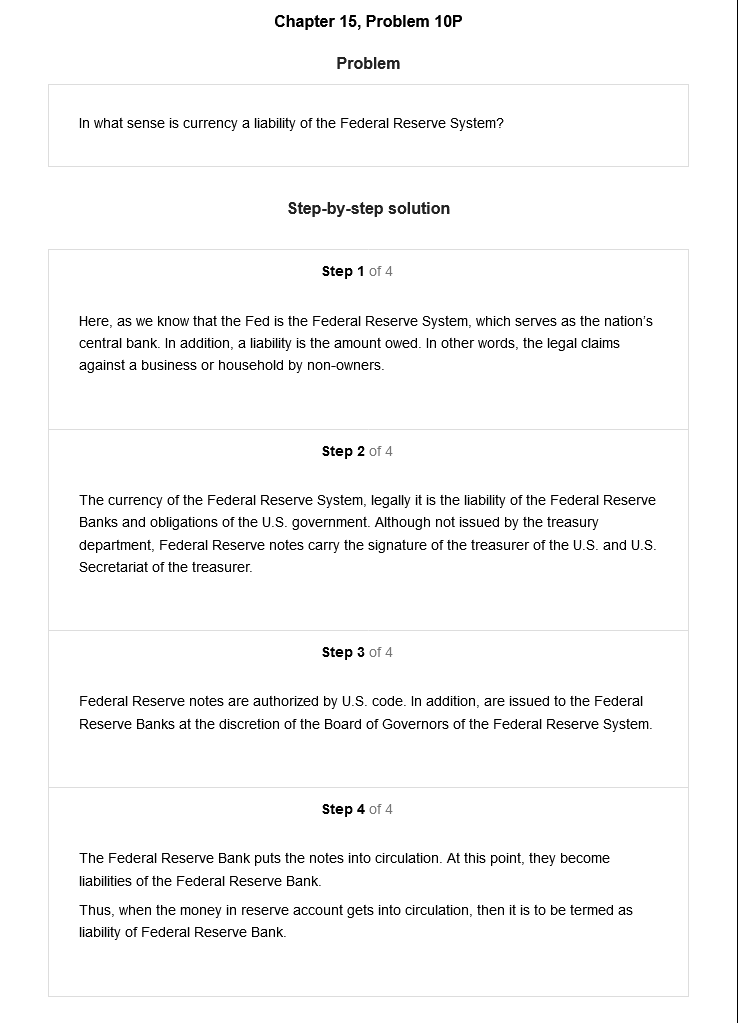 Chapter 15, Problem 10P
Problem
In what sense is currency a liability of the Federal Reserve System?
Step-by-step solution
Step 1 of 4
Here, as we know that the Fed is the Federal Reserve System, which serves as the nation's
central bank. In addition, a liability is the amount owed. In other words, the legal claims
against a business or household by non-owners.
Step 2 of 4
The currency of the Federal Reserve System, legally it is the liability of the Federal Reserve
Banks and obligations of the U.S. government. Although not issued by the treasury
department, Federal Reserve notes carry the signature of the treasurer of the U.S. and U.S.
Secretariat of the treasurer.
Step 3 of 4
Federal Reserve notes are authorized by U.S. code. In addition, are issued to the Federal
Reserve Banks at the discretion of the Board of Governors of the Federal Reserve System.
Step 4 of 4
The Federal Reserve Bank puts the notes into circulation. At this point, they become
liabilities of the Federal Reserve Bank.
Thus, when the money in reserve account gets into circulation, then it is to be termed as
liability of Federal Reserve Bank.